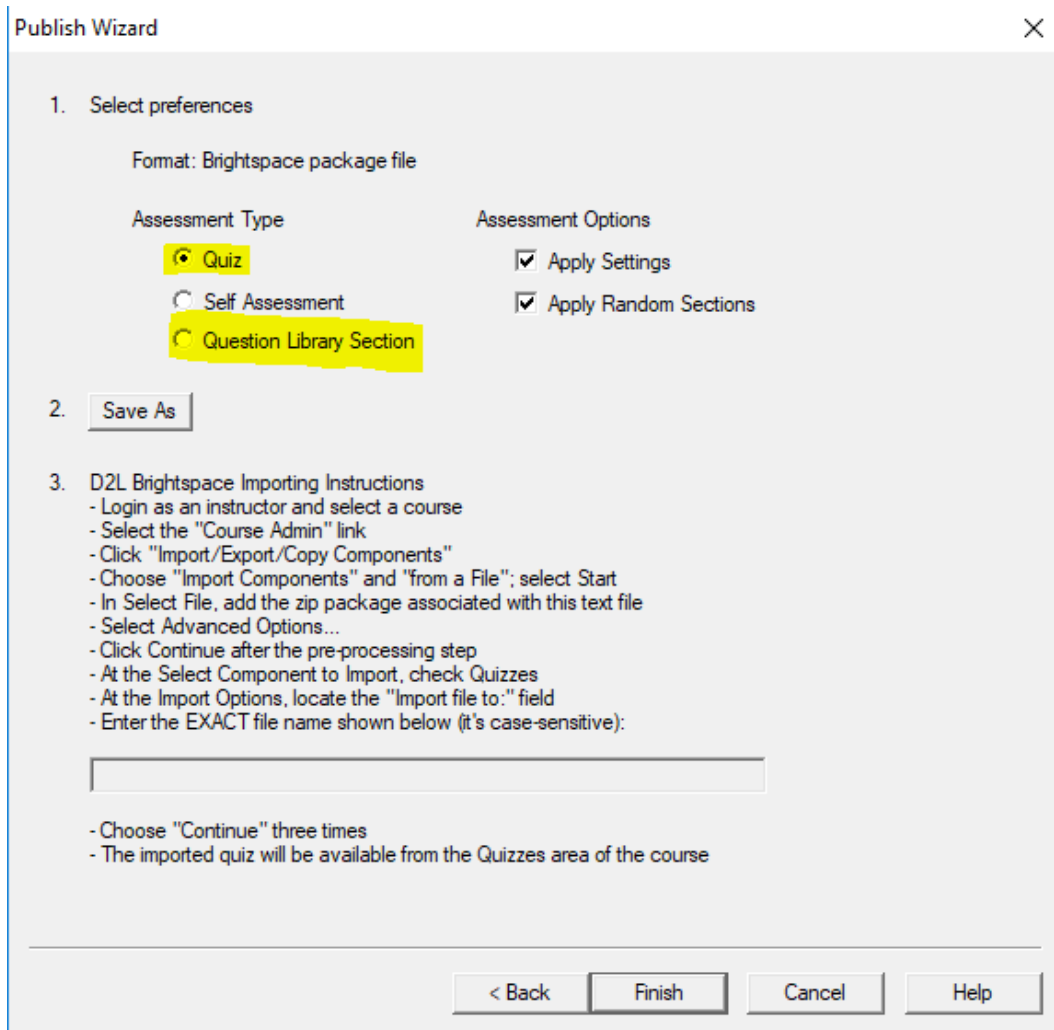 Publish Wizard
1. Select preferences
Format: Brightspace package file
Assessment Type
Assessment Options
Quiz
Apply Settings
Self Assessment
Apply Random Sections
Question Library Section
2. Save As
3. D2L Brightspace Importing Instructions
- Login as an instructor and select a course
- Select the "Course Admin" link
- Click "Import/Export/Copy Components"
- Choose "Import Components" and "from a File"; select Start
- In Select File, add the zip package associated with this text file
- Select Advanced Options...
- Click Continue after the pre-processing step
- At the Select Component to Import, check Quizzes
- At the Import Options, locate the "Import file to:" field
- Enter the EXACT file name shown below (it's case-sensitive):
- Choose "Continue" three times
- The imported quiz will be available from the Quizzes area of the course
< Back
Finish
Cancel
Help